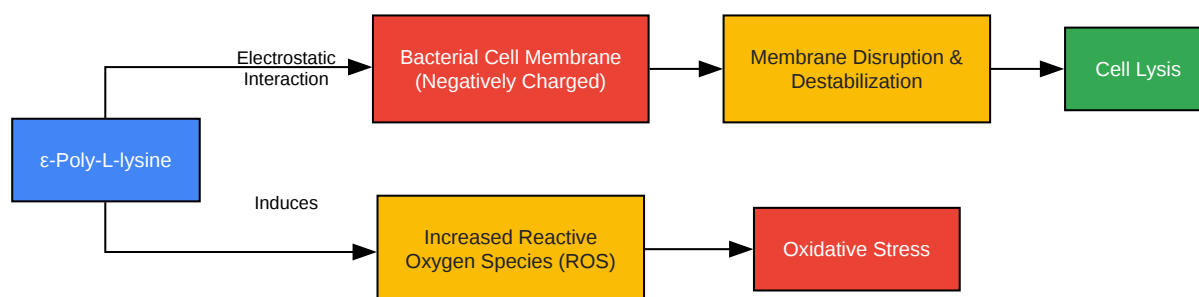 Electrostatic
Interaction
Bacterial Cell Membrane
(Negatively Charged)
Membrane Disruption &
Destabilization
Cell Lysis
ε-Poly-L-lysine
Induces
Increased Reactive
Oxygen Species (ROS)
Oxidative Stress